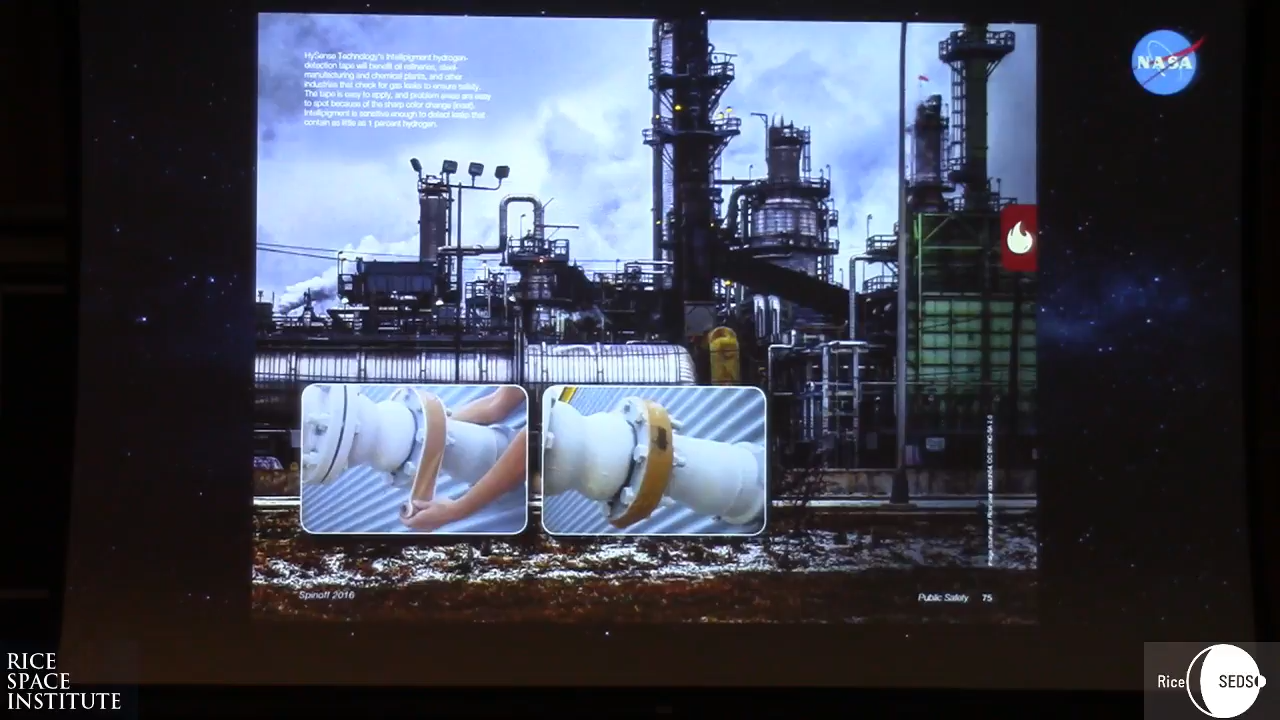 HySense Technology's Intellipigment hydrogen-
detection tape will benefit oil refineries, steel-
manufacturing and chemical plants, and other
industries that check for gas leaks to ensure safety.
The tape is easy to apply, and problem areas are easy
to spot because of the sharp color change (inset).
Intellipigment is sensitive enough to detect leaks that
contain as little as 1 percent hydrogen.
NASA
Spinoff 2016
Public Safety 75
RICE
SPACE
INSTITUTE
Rice SEDS